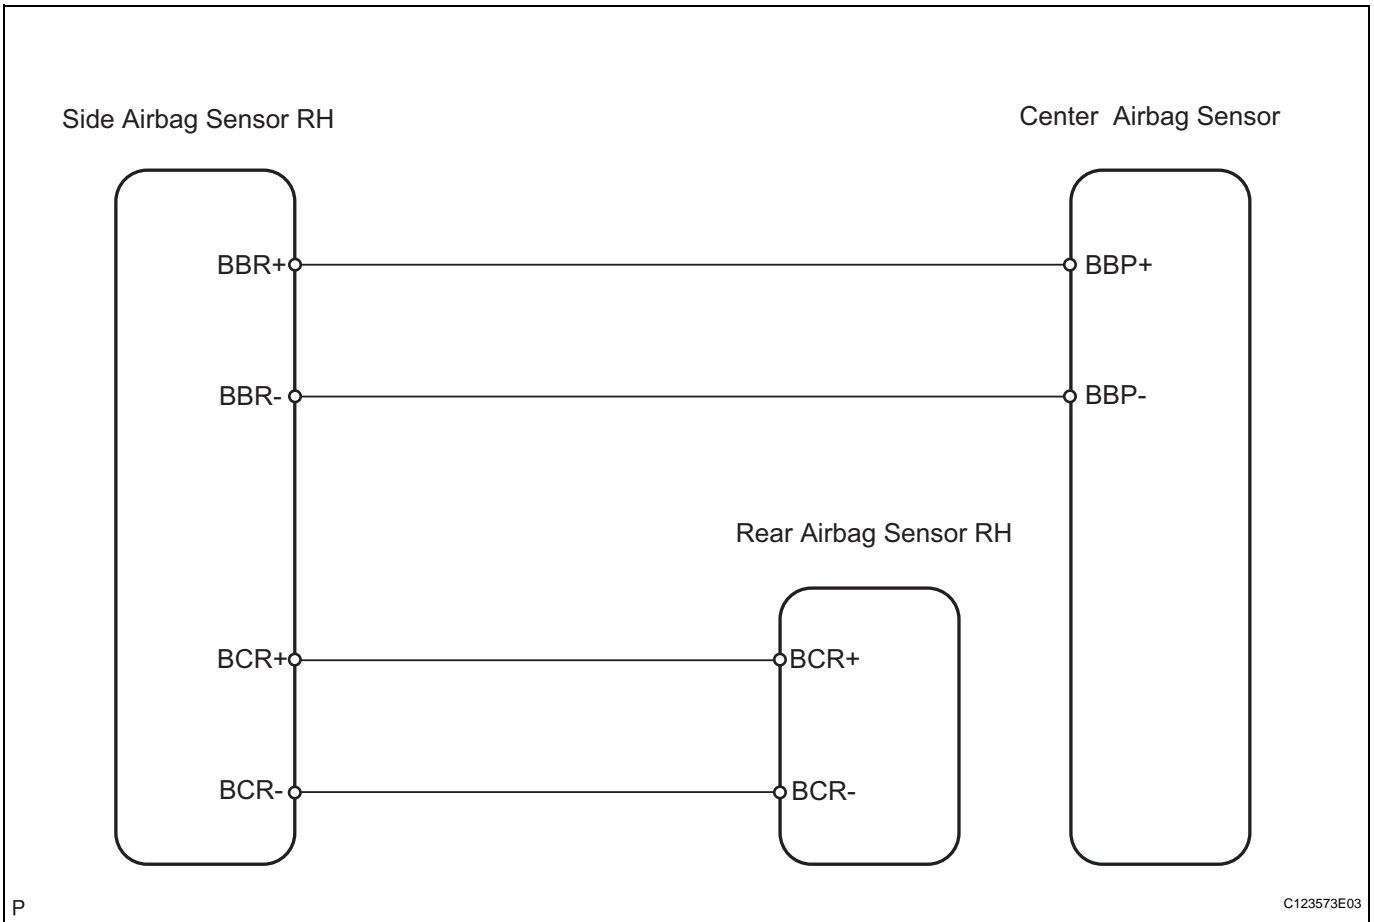 Side Airbag Sensor RH
Center Airbag Sensor
BBR+
BBP+
BBR-
BBP-
Rear Airbag Sensor RH
BCR+
BCR+
BCR-
BCR-
P
C123573E03